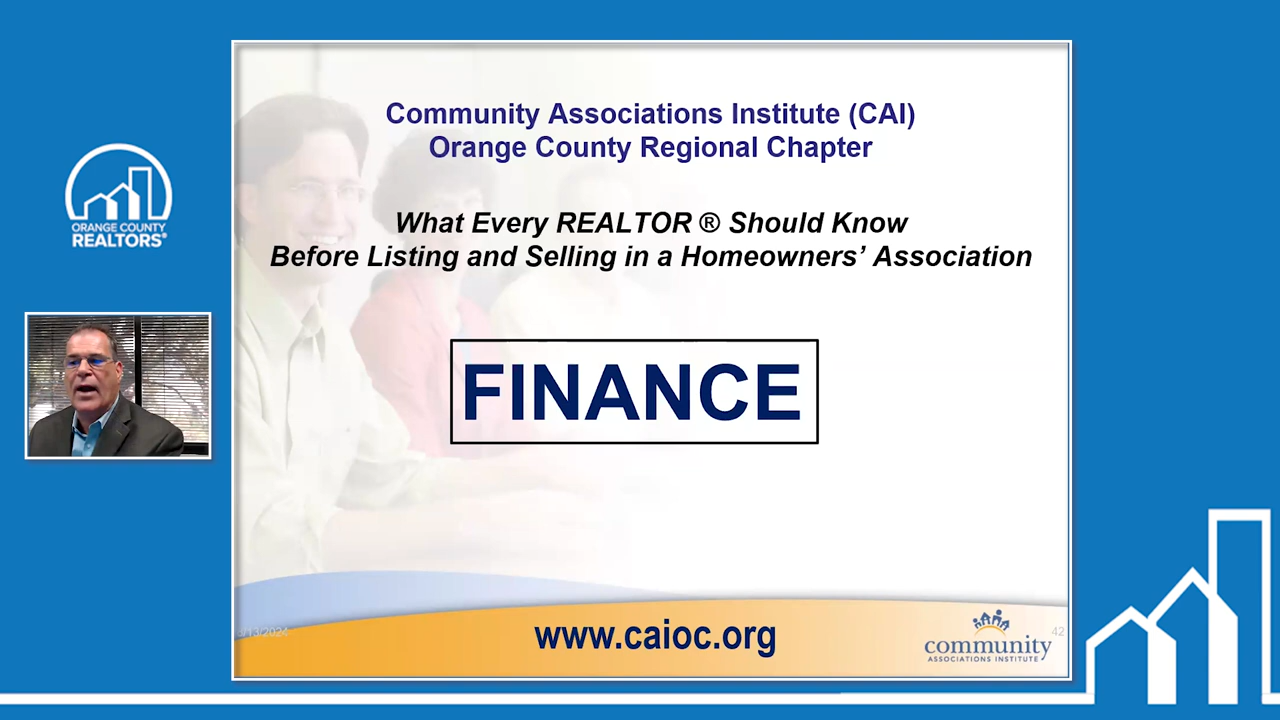 Community Associations Institute (CAI)
Orange County Regional Chapter
What Every REALTOR ® Should Know
Before Listing and Selling in a Homeowners’ Association
FINANCE
ORANGE COUNTY
REALTORS®
www.caioc.org
42
community
ASSOCIATIONS INSTITUTE